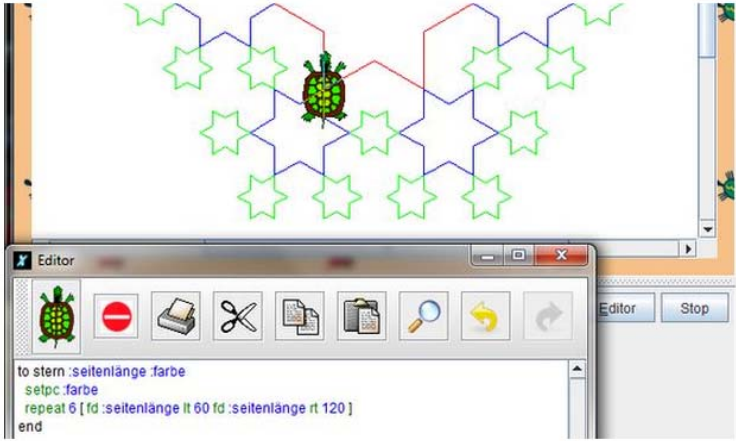 Editor
Editor
Stop
to stern :seitenlänge :farbe
setpc :farbe
repeat 6 [ fd :seitenlänge lt 60 fd :seitenlänge rt 120 ]
end